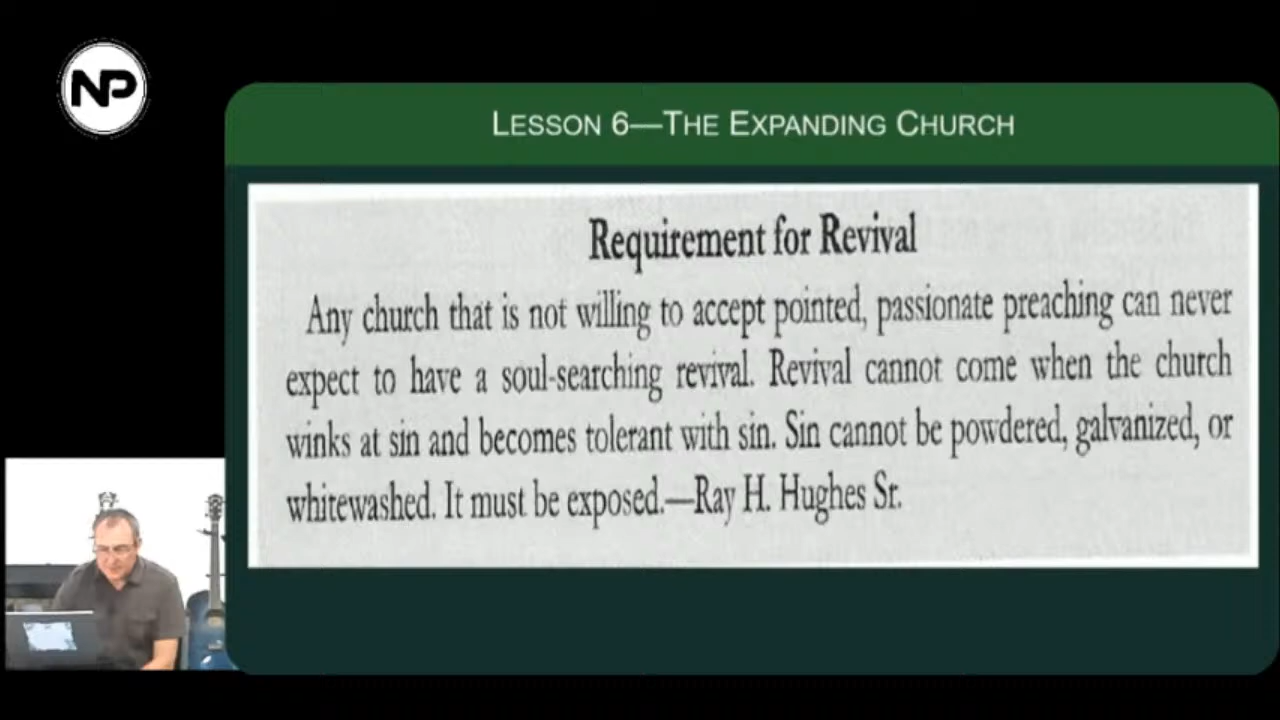 NP
LESSON 6—THE EXPANDING CHURCH
Requirement for Revival
Any church that is not willing to accept pointed, passionate preaching can never
expect to have a soul-searching revival. Revival cannot come when the church
winks at sin and becomes tolerant with sin. Sin cannot be powdered, galvanized, or
whitewashed. It must be exposed.—Ray H. Hughes Sr.